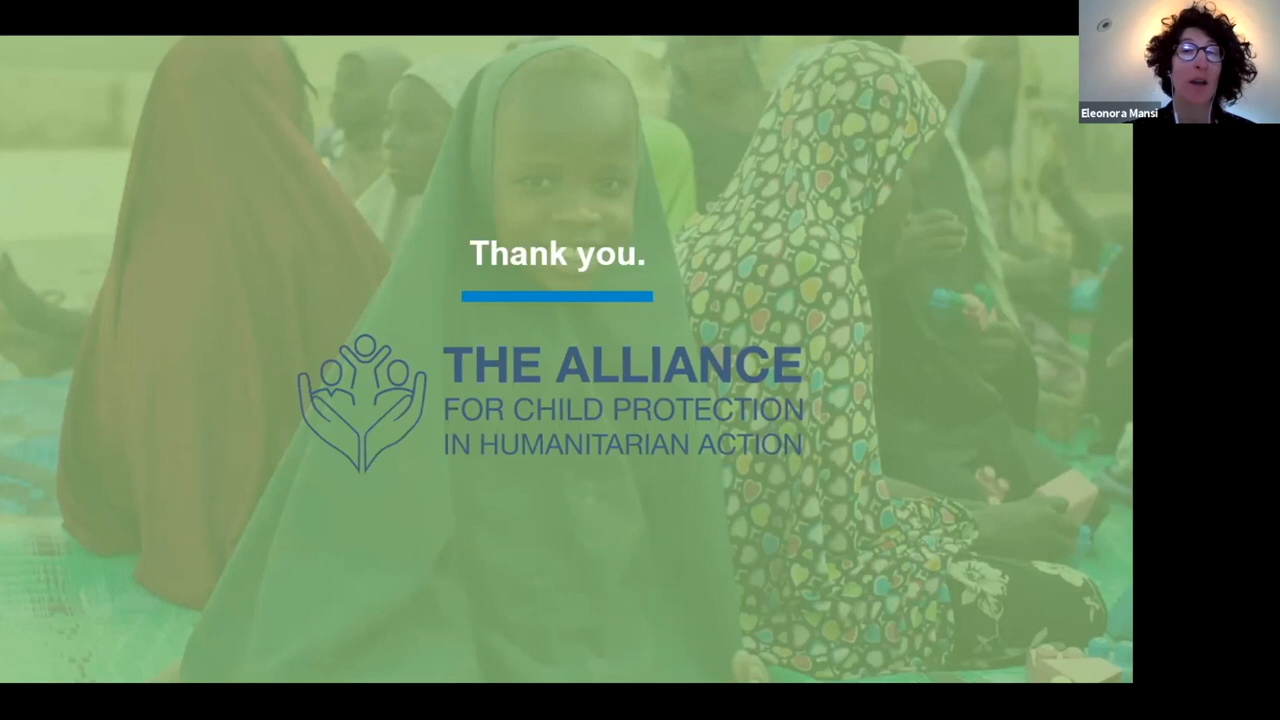 Eleonora Mansi
Thank you.
THE ALLIANCE
FOR CHILD PROTECTION
IN HUMANITARIAN ACTION